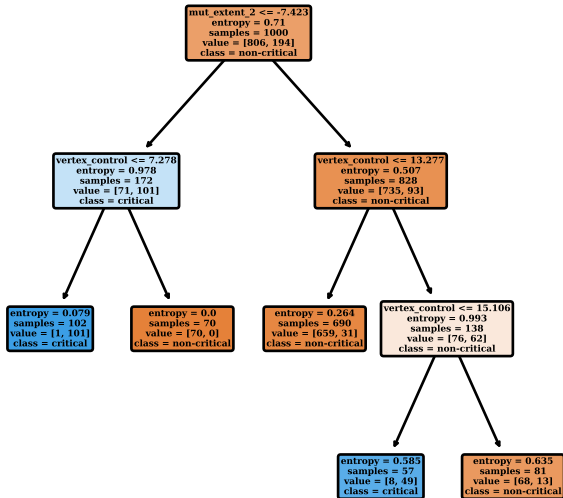 mut_extent_2 <= -7.423
entropy = 0.71
samples = 1000
value = [806, 194]
class = non-critical
vertex_control <= 7.278
entropy = 0.978
samples = 172
value = [71, 101]
class = critical
vertex_control <= 13.277
entropy = 0.507
samples = 828
value = [735, 93]
class = non-critical
entropy = 0.079
samples = 102
value = [1, 101]
class = critical
entropy = 0.0
samples = 70
value = [70, 0]
class = non-critical
entropy = 0.264
samples = 690
value = [659, 31]
class = non-critical
vertex_control <= 15.106
entropy = 0.993
samples = 138
value = [76, 62]
class = non-critical
entropy = 0.585
samples = 57
value = [8, 49]
class = critical
entropy = 0.635
samples = 81
value = [68, 13]
class = non-critical